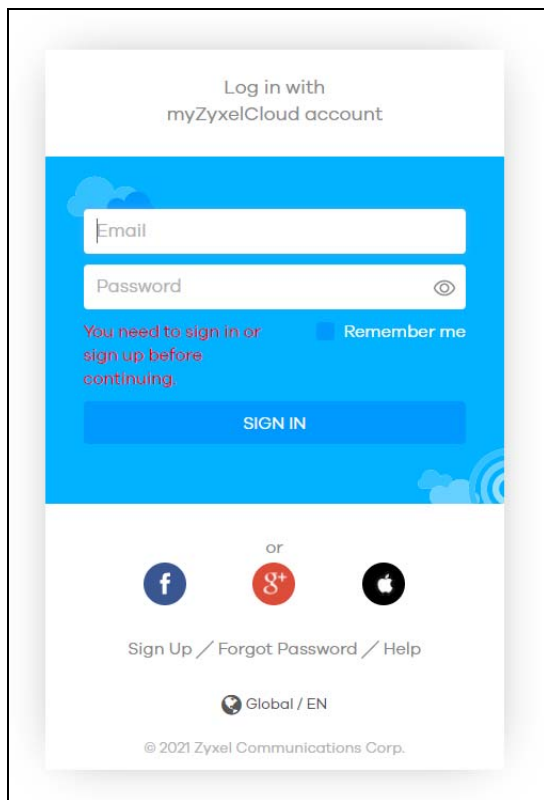 Log in with
myZyxelCloud account
Email
Password
You need to sign in or
sign up before
continuing.
Remember me
SIGN IN
or
f
g+
Sign Up / Forgot Password / Help
Global / EN
© 2021 Zyxel Communications Corp.